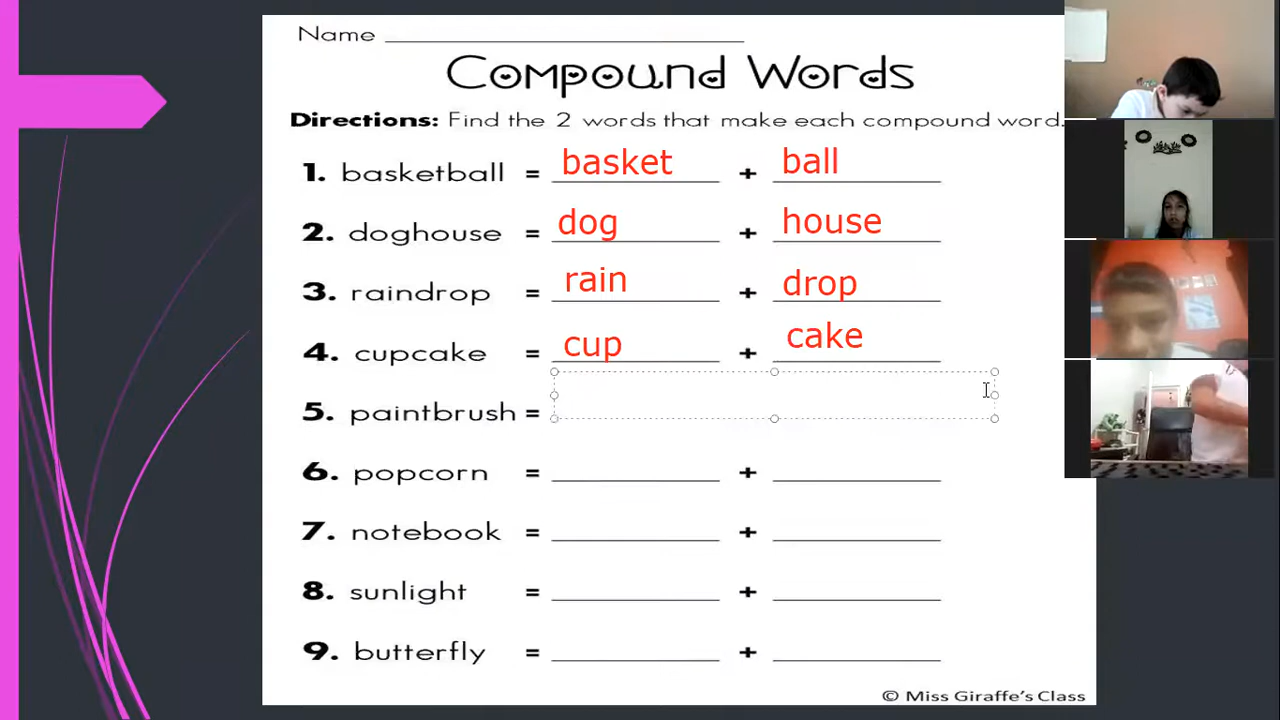 Name
Compound Words
Directions: Find the 2 words that make each compound word.
1. basketball = basket + ball
2. doghouse = dog + house
3. raindrop = rain + drop
4. cupcake = cup + cake
5. paintbrush =
6. popcorn = +
7. notebook = +
8. sunlight = +
9. butterfly = +
© Miss Giraffe's Class